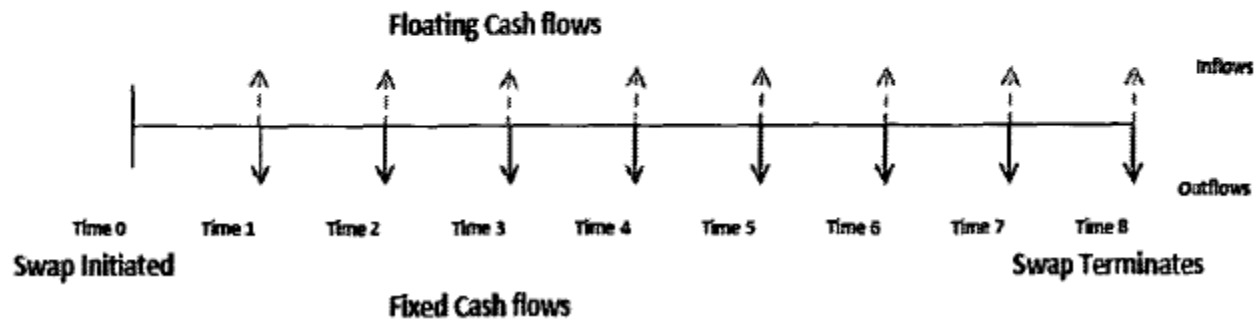 Floating Cash flows
Inflows
Outflows
Time 0 Time 1 Time 2 Time 3 Time 4 Time 5 Time 6 Time 7 Time 8
Swap Initiated Swap Terminates
Fixed Cash flows